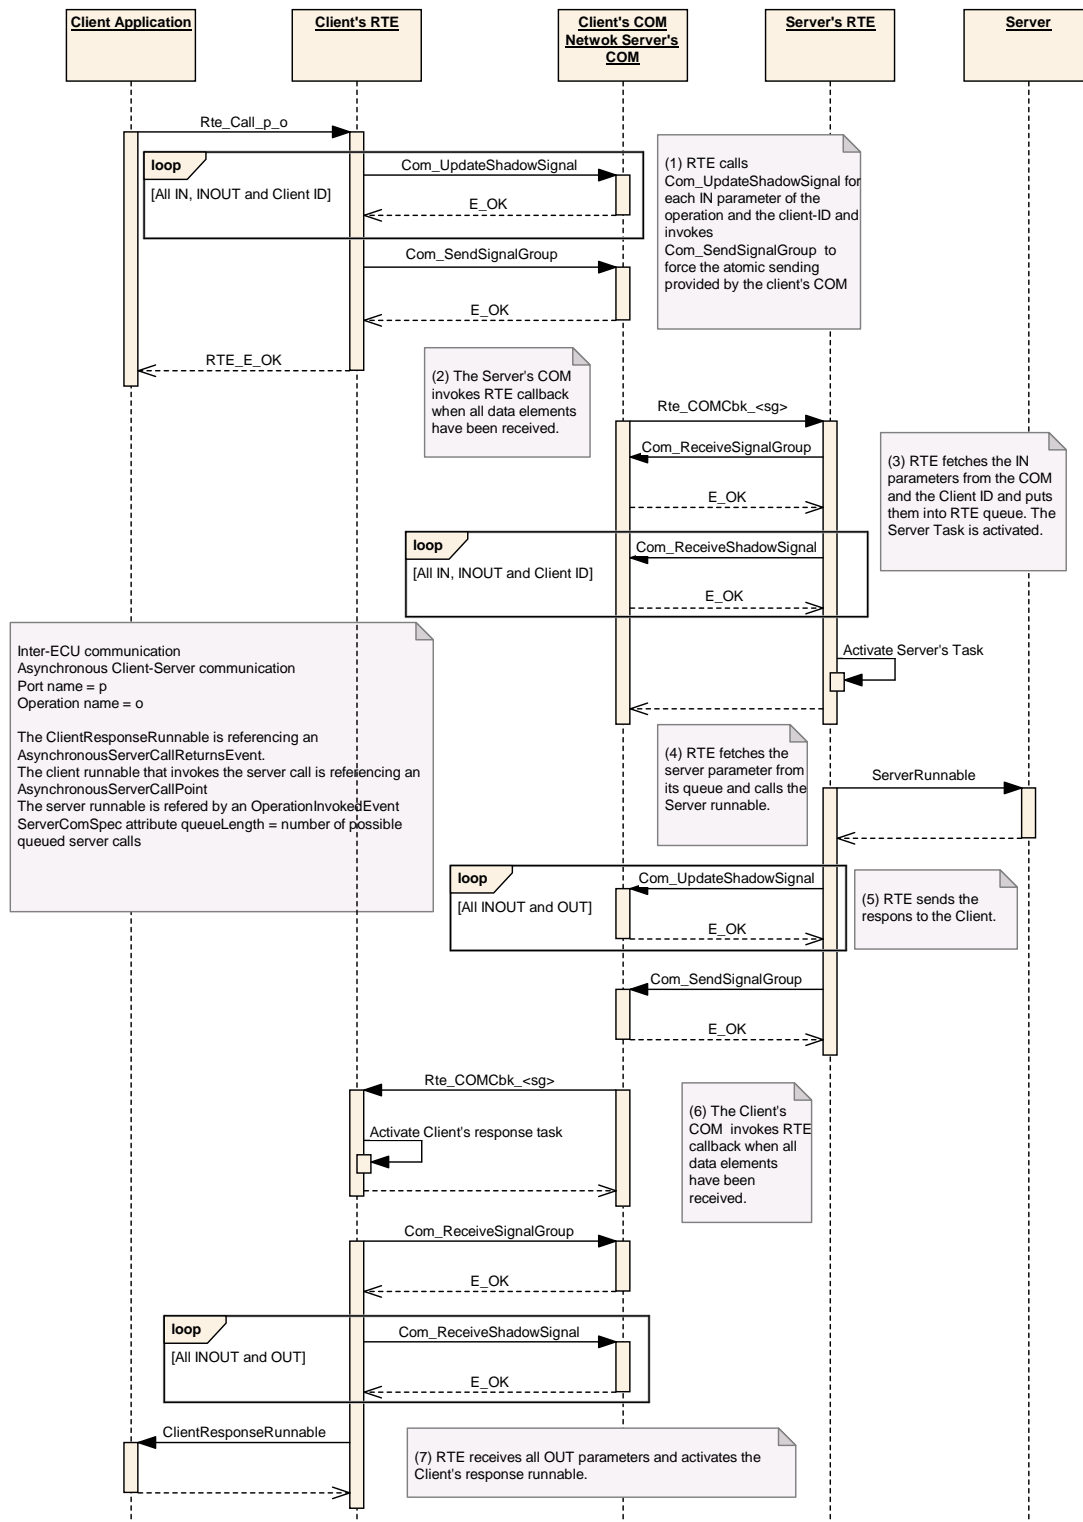 Client Application
Client's RTE
Client's COM
Netwok Server's
COM
Server's RTE
Server
Rte_Call_p_o
loop
[All IN, INOUT and Client ID]
Com_UpdateShadowSignal
E_OK
(1) RTE calls
Com_UpdateShadowSignal for
each IN parameter of the
operation and the client-ID and
invokes
Com_SendSignalGroup to
force the atomic sending
provided by the client's COM
Com_SendSignalGroup
E_OK
RTE_E_OK
(2) The Server's COM
invokes RTE callback
when all data elements
have been received.
Rte_COMCbk_<sg>
Com_ReceiveSignalGroup
E_OK
(3) RTE fetches the IN
parameters from the COM
and the Client ID and puts
them into RTE queue. The
Server Task is activated.
loop
[All IN, INOUT and Client ID]
Com_ReceiveShadowSignal
E_OK
Inter-ECU communication
Asynchronous Client-Server communication
Port name = p
Operation name = o
The ClientResponseRunnable is referencing an
AsynchronousServerCallReturnsEvent.
The client runnable that invokes the server call is referencing an
AsynchronousServerCallPoint
The server runnable is refered by an OperationInvokedEvent
ServerComSpec attribute queueLength = number of possible
queued server calls
Activate Server's Task
(4) RTE fetches the
server parameter from
its queue and calls the
Server runnable.
ServerRunnable
loop
[All INOUT and OUT]
Com_UpdateShadowSignal
E_OK
(5) RTE sends the
respons to the Client.
Com_SendSignalGroup
E_OK
Rte_COMCbk_<sg>
Activate Client's response task
(6) The Client's
COM invokes RTE
callback when all
data elements
have been
received.
Com_ReceiveSignalGroup
E_OK
loop
[All INOUT and OUT]
Com_ReceiveShadowSignal
E_OK
ClientResponseRunnable
(7) RTE receives all OUT parameters and activates the
Client's response runnable.